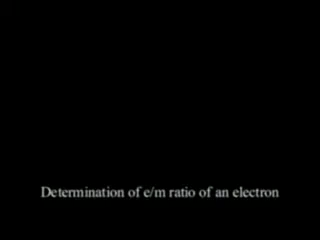 Determination of e/m ratio of an electron